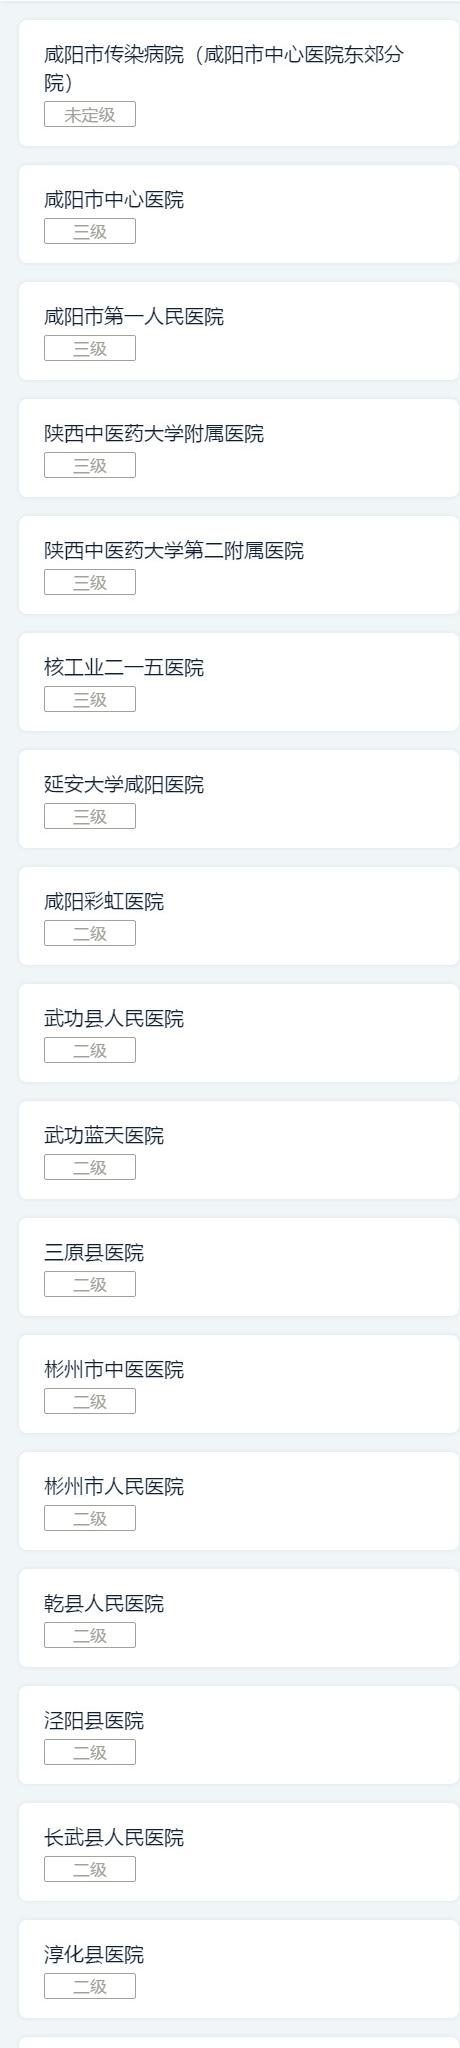 咸阳市传染病院（咸阳市中心医院东郊分
院）
未定级
咸阳市中心医院
三级
咸阳市第一人民医院
三级
陕西中医药大学附属医院
三级
陕西中医药大学第二附属医院
三级
核工业二一五医院
三级
延安大学咸阳医院
三级
咸阳彩虹医院
二级
武功县人民医院
二级
武功蓝天医院
二级
三原县医院
二级
彬州市中医医院
二级
彬州市人民医院
二级
乾县人民医院
二级
泾阳县医院
二级
长武县人民医院
二级
淳化县医院
二级